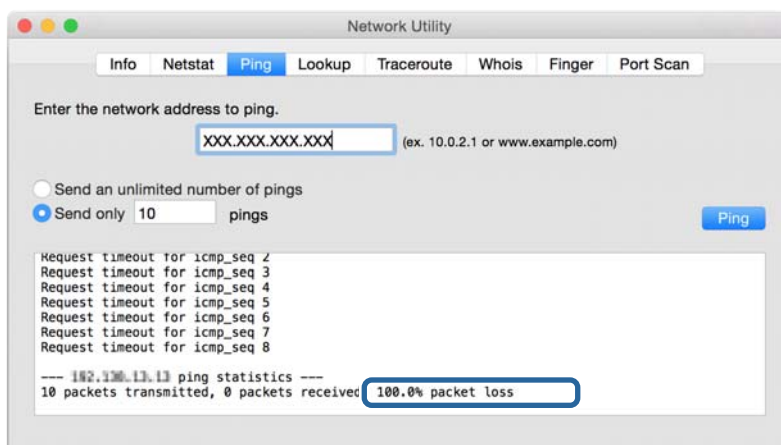 Network Utility
Info Netstat Ping Lookup Traceroute Whois Finger Port Scan
Enter the network address to ping.
XXX.XXX.XXX.XXX (ex. 10.0.2.1 or www.example.com)
Send an unlimited number of pings
Send only 10 pings
Ping
Request timeout for icmp_seq 2
Request timeout for icmp_seq 3
Request timeout for icmp_seq 4
Request timeout for icmp_seq 5
Request timeout for icmp_seq 6
Request timeout for icmp_seq 7
Request timeout for icmp_seq 8
--- ping statistics ---
10 packets transmitted, 0 packets received 100.0% packet loss